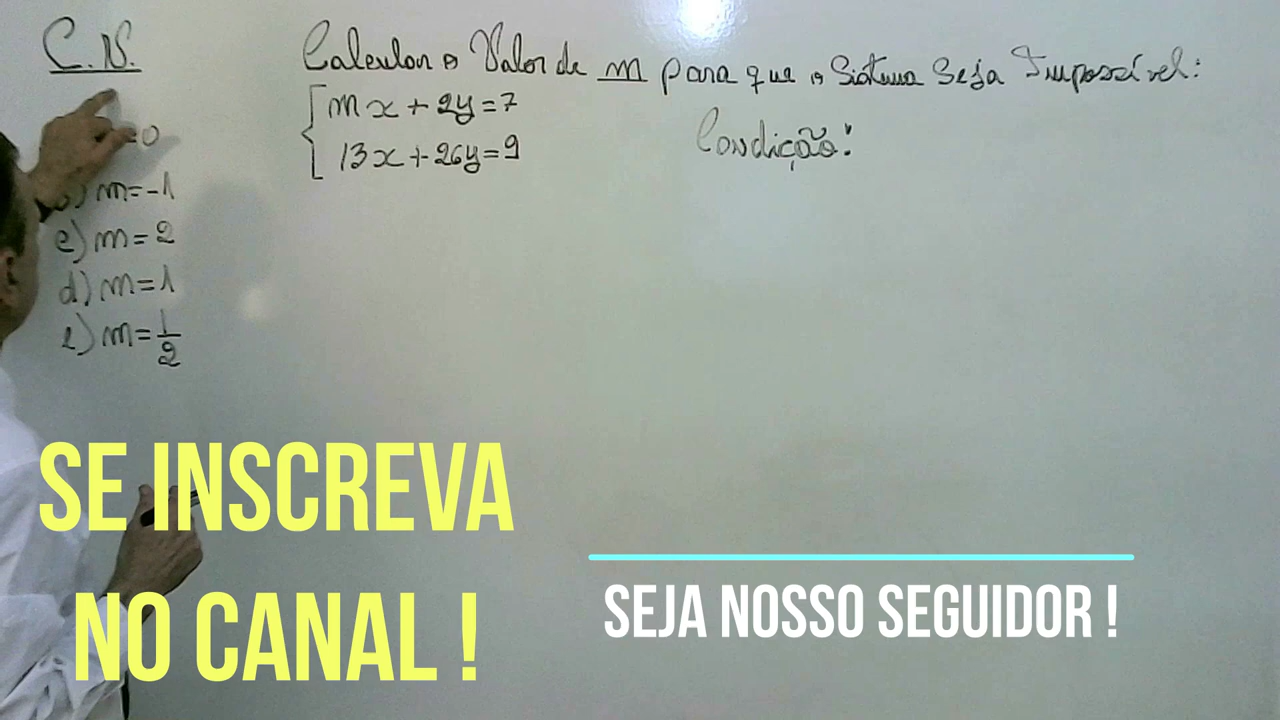 C.N.
Calcular o Valor de m para que o Sistema Seja Impossível:
mx + 2y = 7
13x + 26y = 9
Condição:
=0
) m = -1
c) m = 2
d) m = 1
e) m = 1/2
SE INSCREVA
NO CANAL !
SEJA NOSSO SEGUIDOR !